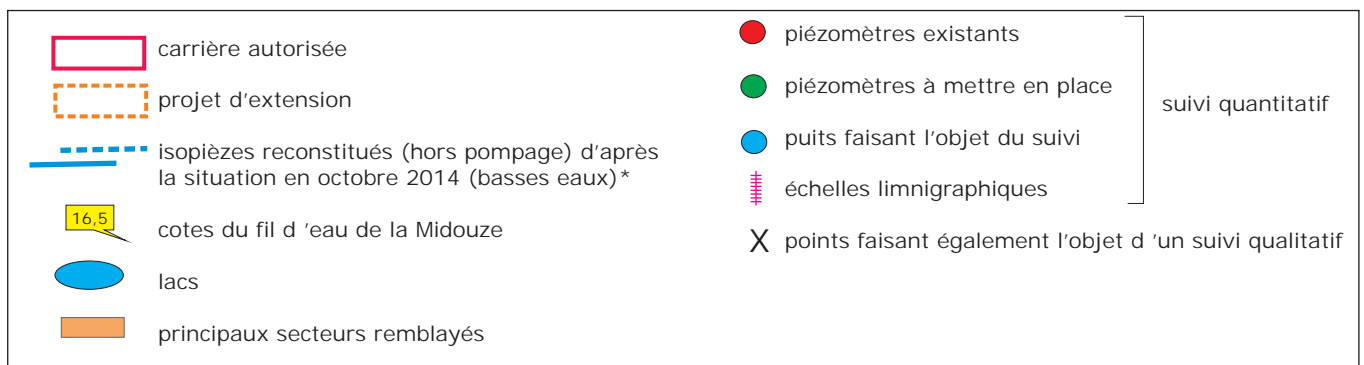 carrière autorisée
projet d'extension
isopièzes reconstitués (hors pompage) d'après
la situation en octobre 2014 (basses eaux)*
16,5
cotes du fil d 'eau de la Midouze
lacs
principaux secteurs remblayés
piézomètres existants
piézomètres à mettre en place
puits faisant l'objet du suivi
échelles limnigraphiques
suivi quantitatif
X points faisant également l'objet d 'un suivi qualitatif